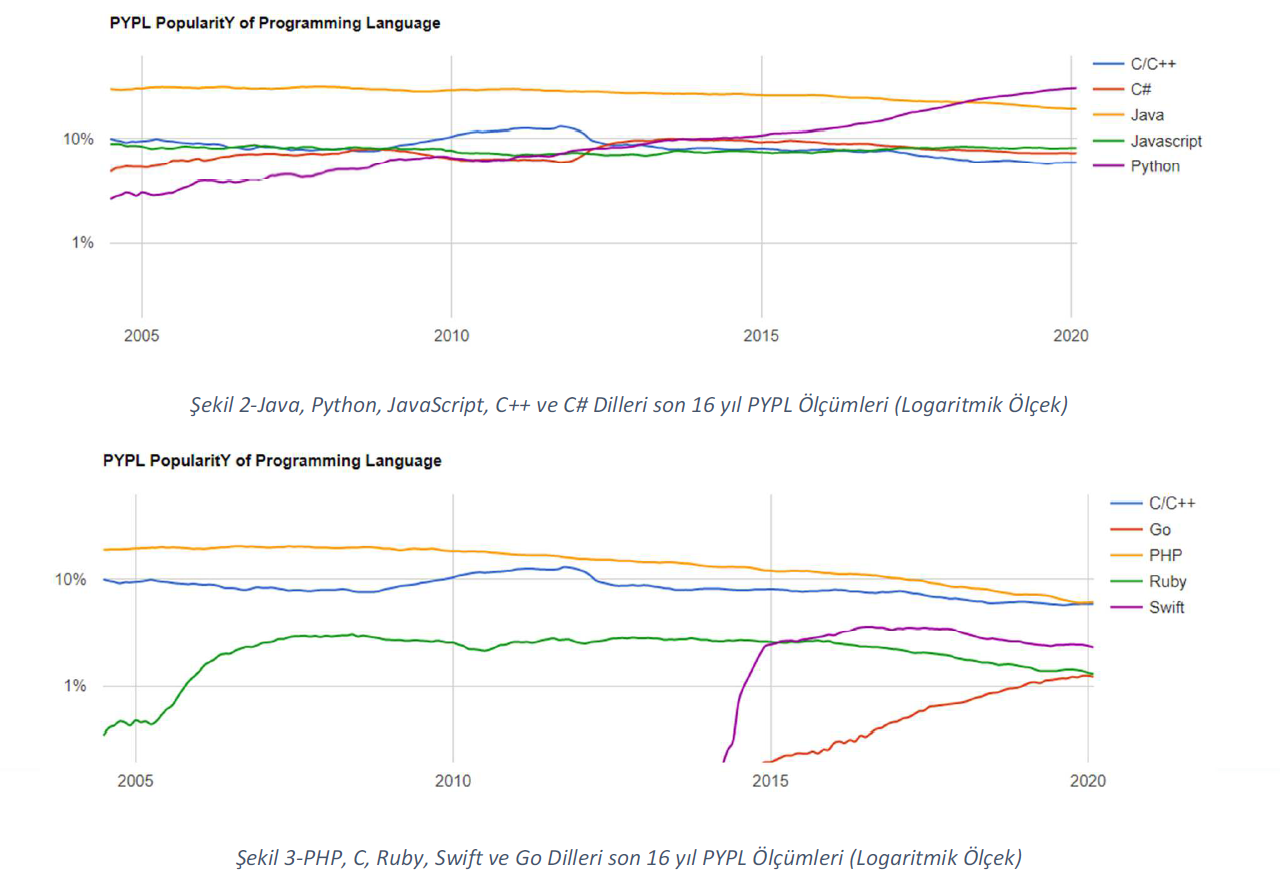 PYPL PopularitY of Programming Language
C/C++
C#
Java
Javascript
Python
10%
1%
2005
2010
2015
2020
Şekil 2-Java, Python, JavaScript, C++ ve C# Dilleri son 16 yıl PYPL Ölçümleri (Logaritmik Ölçek)
PYPL PopularitY of Programming Language
C/C++
Go
PHP
Ruby
Swift
10%
1%
2005
2010
2015
2020
Şekil 3-PHP, C, Ruby, Swift ve Go Dilleri son 16 yıl PYPL Ölçümleri (Logaritmik Ölçek)